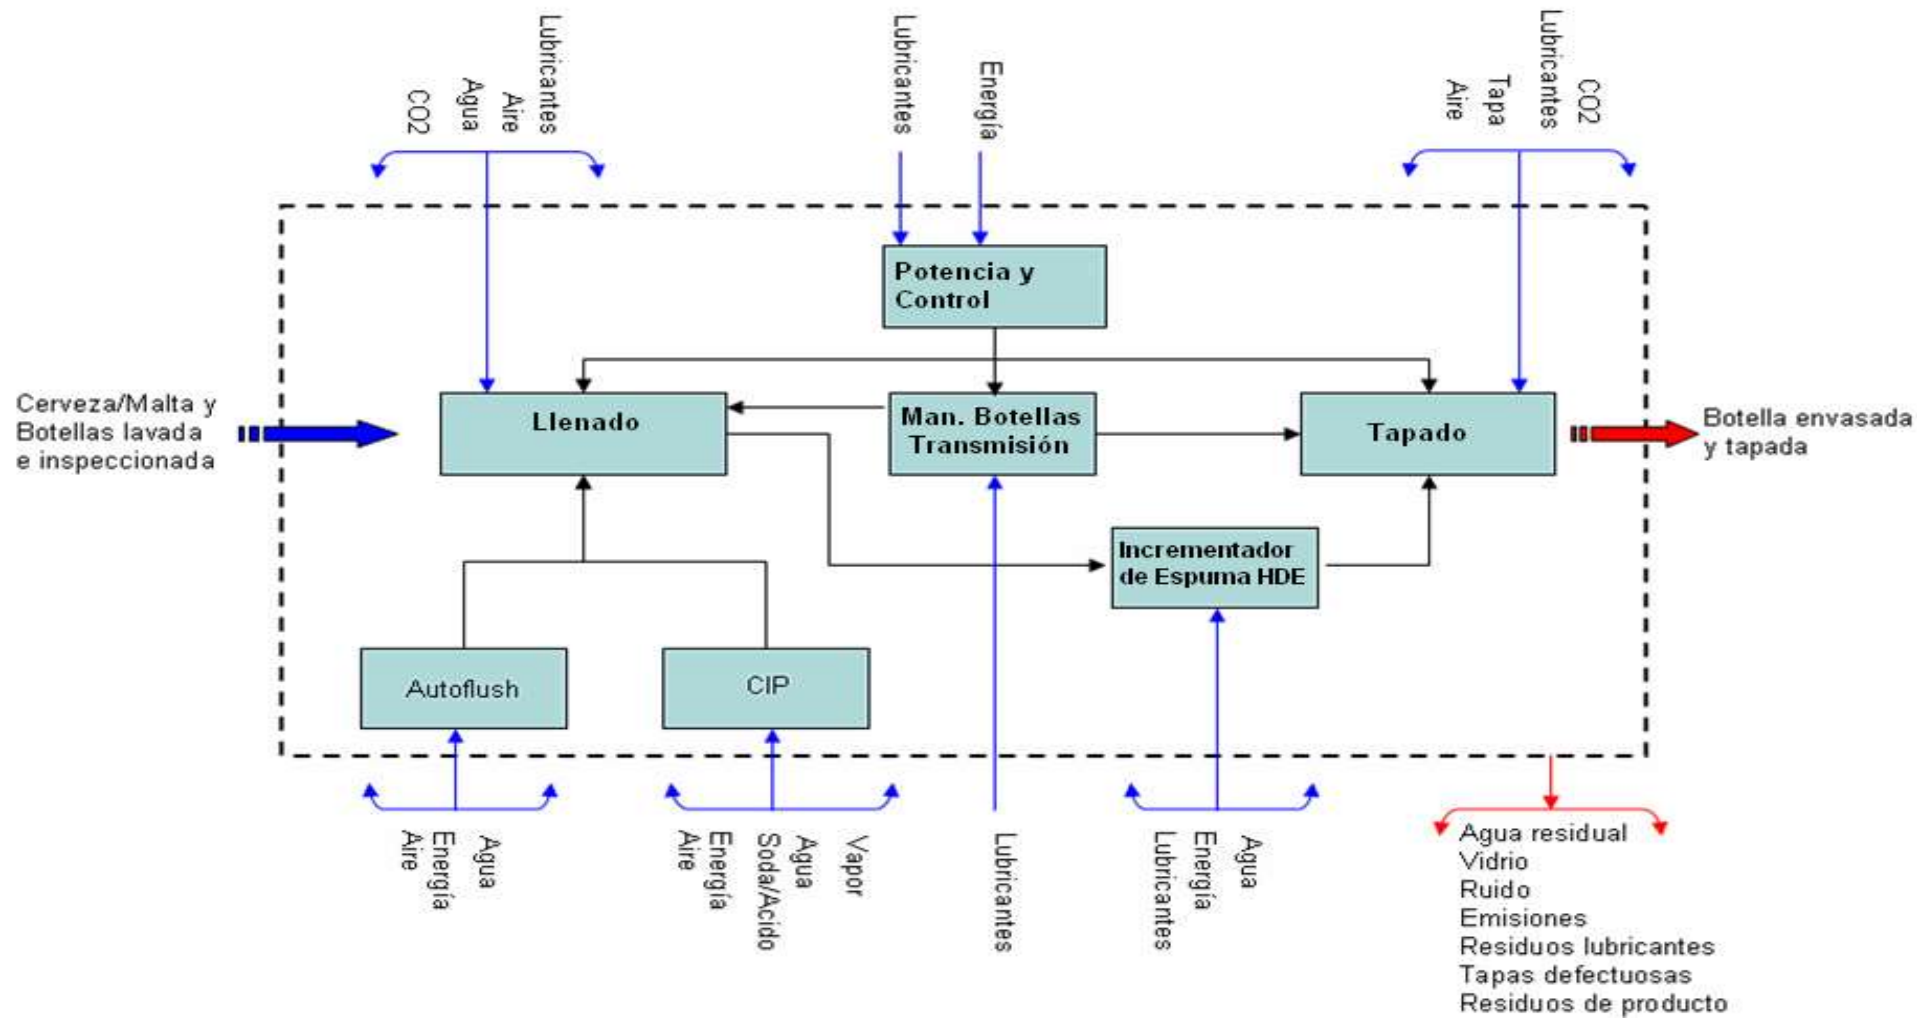 CO2
Agua
Aire
Lubricantes
Lubricantes
Energía
Aire
Tapa
Lubricantes
CO2
Potencia y
Control
Cerveza/Malta y
Botellas lavada
e inspeccionada
Llenado
Man. Botellas
Transmisión
Tapado
Botella envasada
y tapada
Incrementador
de Espuma HDE
Autoflush
CIP
Aire
Energía
Agua
Aire
Energía
Soda/Acido
Agua
Vapor
Lubricantes
Lubricantes
Energía
Agua
Agua residual
Vidrio
Ruido
Emisiones
Residuos lubricantes
Tapas defectuosas
Residuos de producto